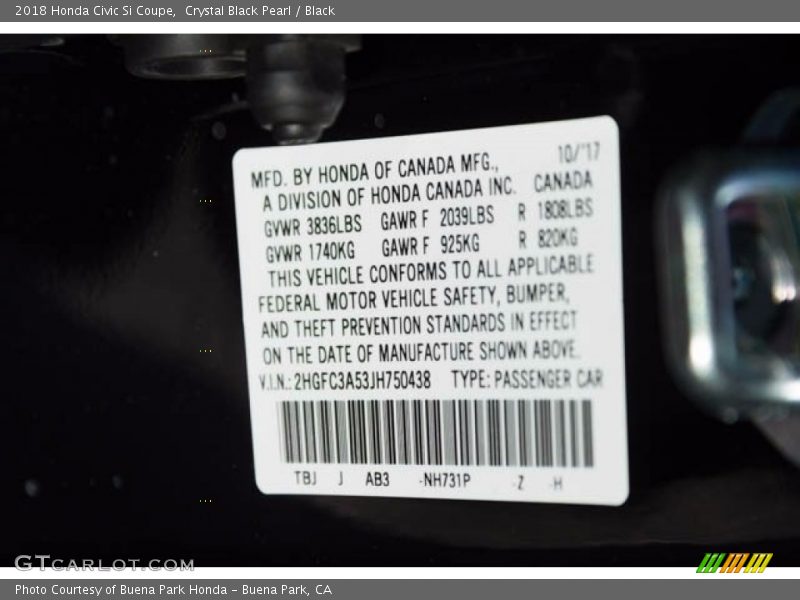 2018 Honda Civic Si Coupe,  Crystal Black Pearl / Black
10/'17
MFD. BY HONDA OF CANADA MFG.,
A DIVISION OF HONDA CANADA INC. CANADA
GVWR 3836LBS GAWR F 2039LBS R 1808LBS
GVWR 1740KG GAWR F 925KG R 820KG
THIS VEHICLE CONFORMS TO ALL APPLICABLE
FEDERAL MOTOR VEHICLE SAFETY, BUMPER,
AND THEFT PREVENTION STANDARDS IN EFFECT
ON THE DATE OF MANUFACTURE SHOWN ABOVE.
V.I.N.: 2HGFC3A53JH750438 TYPE: PASSENGER CAR
TBJ J AB3 -NH731P -Z -H
GTCARLOT.COM
Photo Courtesy of Buena Park Honda – Buena Park, CA